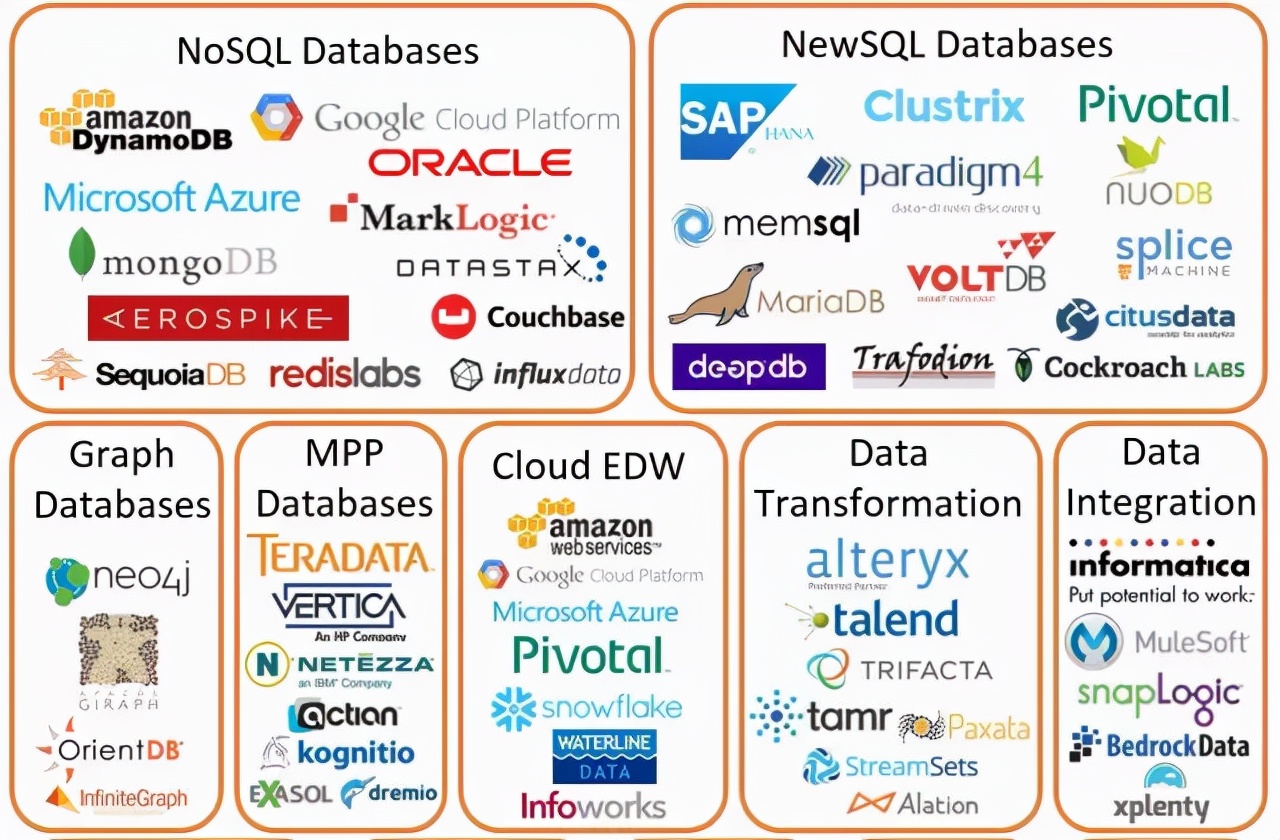 NoSQL Databases
amazon
DynamoDB
Google Cloud Platform
ORACLE
Microsoft Azure
MarkLogic
mongoDB
DATASTAX
AEROSPIKE
Couchbase
SequoiaDB
redislabs
influxdata
NewSQL Databases
SAP HANA
Clustrix
Pivotal
paradigm4
NUODB
memsql
splice
MACHINE
VOLTDB
MariaDB
citusdata
deepdb
Trafodion
Cockroach LABS
Graph
Databases
neo4j
APACHE
GIRAPH
OrientDB
InfiniteGraph
MPP
Databases
TERADATA
VERTICA
An HP Company
N NETEZZA
an IBM Company
actian
kognitio
EXASOL
dremio
Cloud EDW
amazon
web services™
Google Cloud Platform
Microsoft Azure
Pivotal
snowflake
WATERLINE
DATA
Infoworks
Data
Transformation
alteryx
talend
TRIFACTA
tamr
Paxata
StreamSets
Alation
Data
Integration
informatica
Put potential to work.
MuleSoft
snapLogic
BedrockData
xplenty